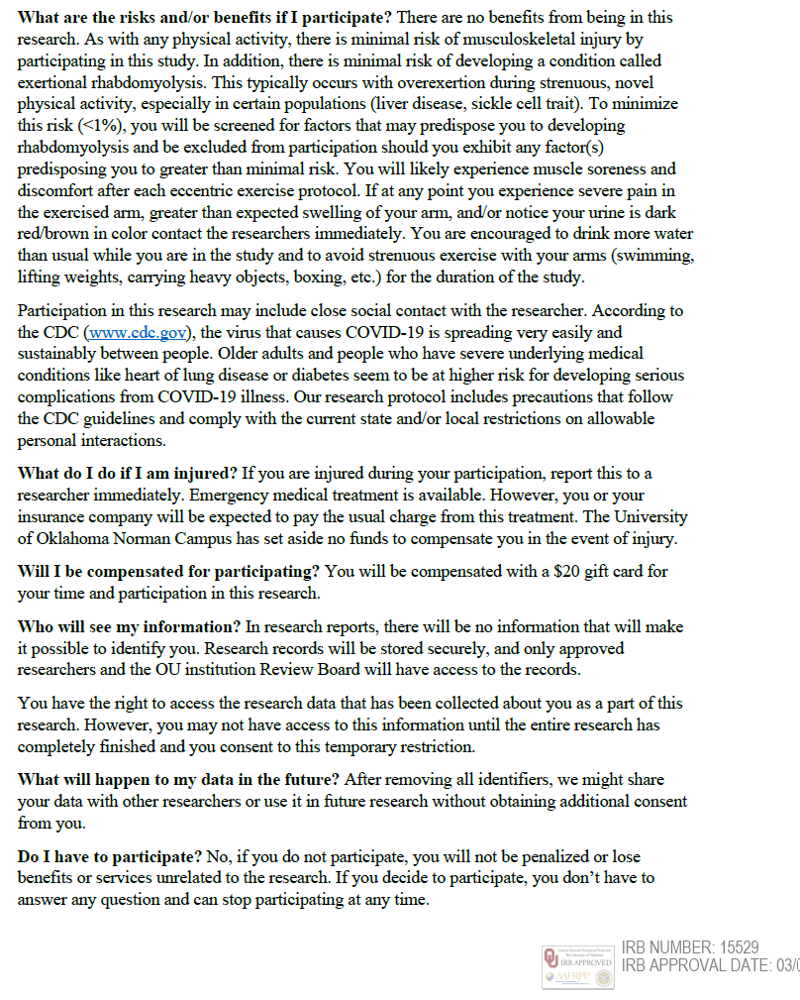 What are the risks and/or benefits if I participate? There are no benefits from being in this
research. As with any physical activity, there is minimal risk of musculoskeletal injury by
participating in this study. In addition, there is minimal risk of developing a condition called
exertional rhabdomyolysis. This typically occurs with overexertion during strenuous, novel
physical activity, especially in certain populations (liver disease, sickle cell trait). To minimize
this risk (<1%), you will be screened for factors that may predispose you to developing
rhabdomyolysis and be excluded from participation should you exhibit any factor(s)
predisposing you to greater than minimal risk. You will likely experience muscle soreness and
discomfort after each eccentric exercise protocol. If at any point you experience severe pain in
the exercised arm, greater than expected swelling of your arm, and/or notice your urine is dark
red/brown in color contact the researchers immediately. You are encouraged to drink more water
than usual while you are in the study and to avoid strenuous exercise with your arms (swimming,
lifting weights, carrying heavy objects, boxing, etc.) for the duration of the study.
Participation in this research may include close social contact with the researcher. According to
the CDC (www.cdc.gov), the virus that causes COVID-19 is spreading very easily and
sustainably between people. Older adults and people who have severe underlying medical
conditions like heart of lung disease or diabetes seem to be at higher risk for developing serious
complications from COVID-19 illness. Our research protocol includes precautions that follow
the CDC guidelines and comply with the current state and/or local restrictions on allowable
personal interactions.
What do I do if I am injured? If you are injured during your participation, report this to a
researcher immediately. Emergency medical treatment is available. However, you or your
insurance company will be expected to pay the usual charge from this treatment. The University
of Oklahoma Norman Campus has set aside no funds to compensate you in the event of injury.
Will I be compensated for participating? You will be compensated with a $20 gift card for
your time and participation in this research.
Who will see my information? In research reports, there will be no information that will make
it possible to identify you. Research records will be stored securely, and only approved
researchers and the OU institution Review Board will have access to the records.
You have the right to access the research data that has been collected about you as a part of this
research. However, you may not have access to this information until the entire research has
completely finished and you consent to this temporary restriction.
What will happen to my data in the future? After removing all identifiers, we might share
your data with other researchers or use it in future research without obtaining additional consent
from you.
Do I have to participate? No, if you do not participate, you will not be penalized or lose
benefits or services unrelated to the research. If you decide to participate, you don't have to
answer any question and can stop participating at any time.
IRB APPROVED
AAHRPP
IRB NUMBER: 15529
IRB APPROVAL DATE: 03/